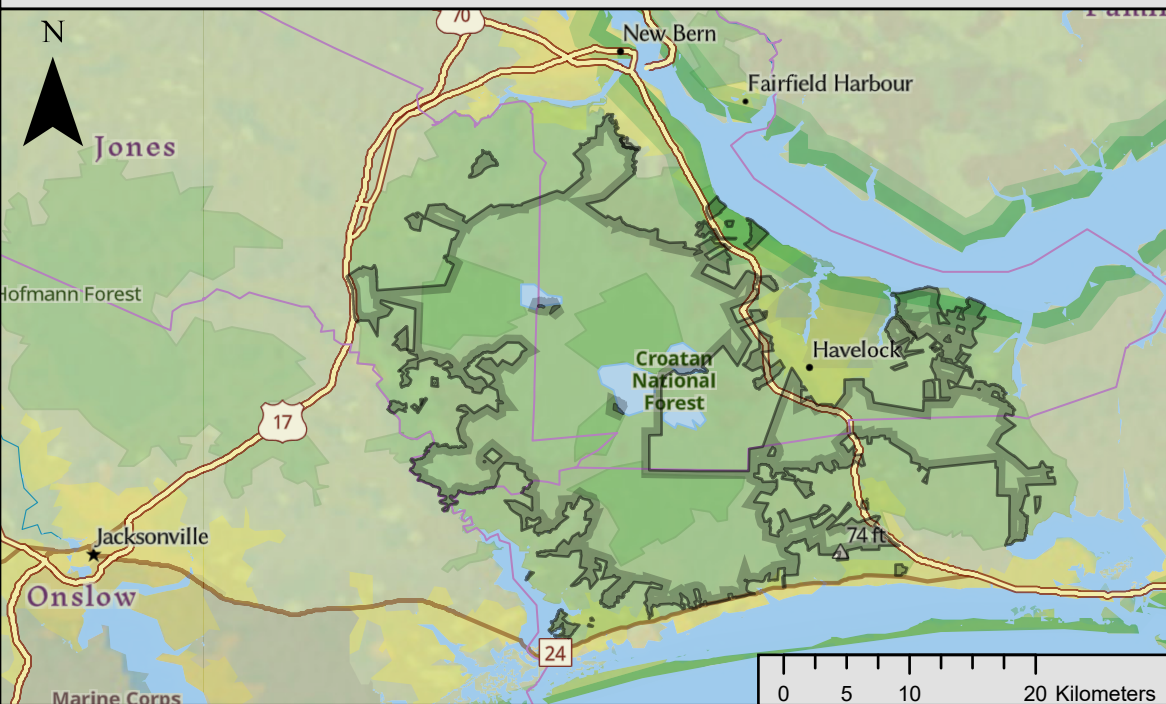 70
N
New Bern
Fairfield Harbour
Jones
Hofmann Forest
Havelock
Croatan
National
Forest
17
74 ft
Jacksonville
Onslow
24
Marine Corps
0 5 10 20 Kilometers